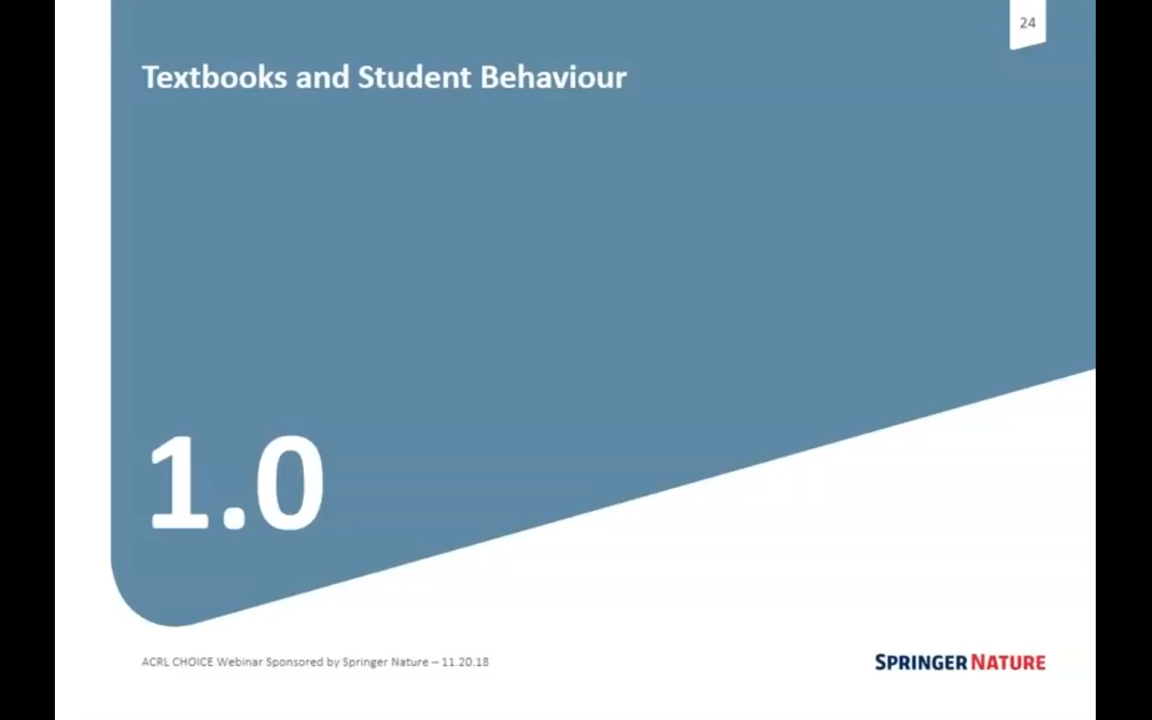 24
Textbooks and Student Behaviour
1.0
ACRL CHOICE Webinar Sponsored by Springer Nature – 11.20.18
SPRINGER NATURE